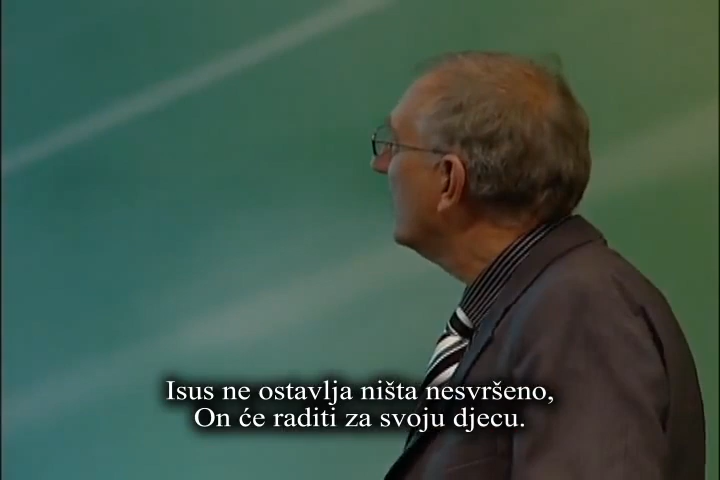 Isus ne ostavlja ništa nesvršeno,
On će raditi za svoju djecu.